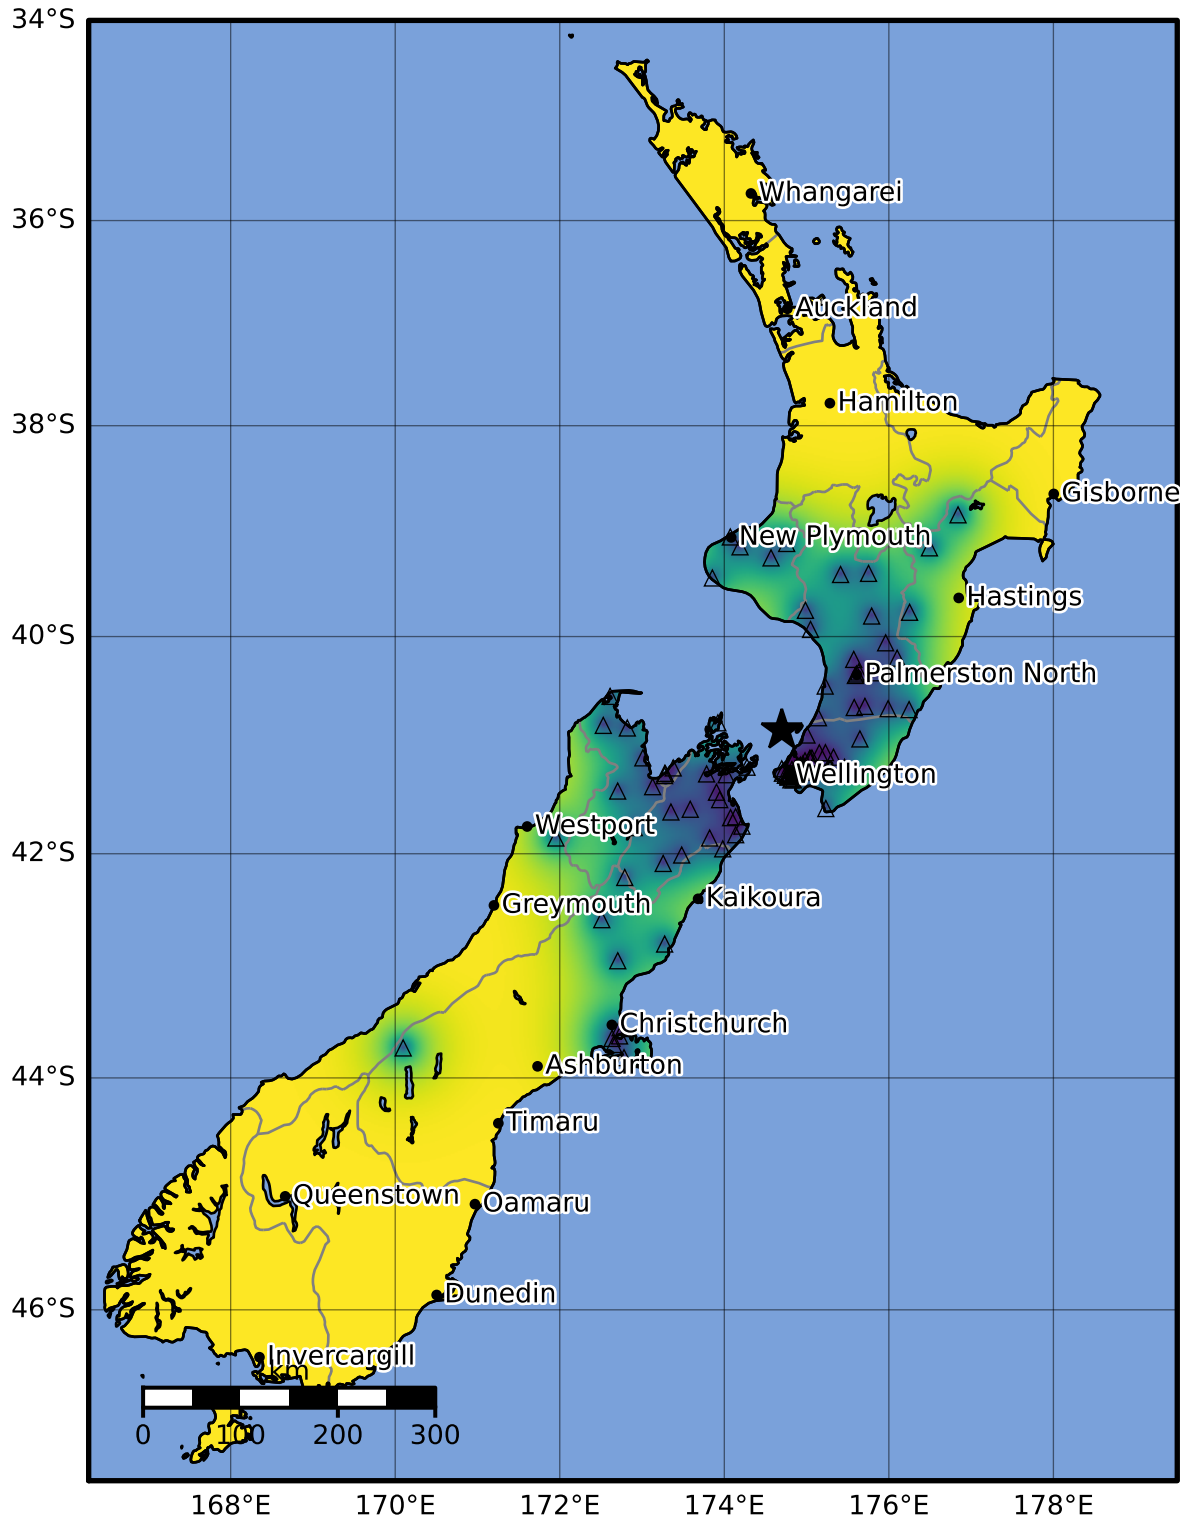 34°S
Whangarei
36°S
Auckland
Hamilton
38°S
Gisborne
New Plymouth
Hastings
40°S
Palmerston North
Wellington
Westport
42°S
Kaikoura
Greymouth
Christchurch
Ashburton
44°S
Timaru
Queenstown
Oamaru
Dunedin
46°S
Invercargill
km
0 100 200 300
168°E 170°E 172°E 174°E 176°E 178°E